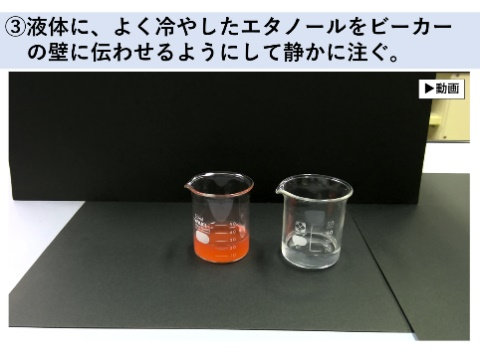 ③液体に、よく冷やしたエタノールをビーカー
の壁に伝わせるようにして静かに注ぐ。
▶動画